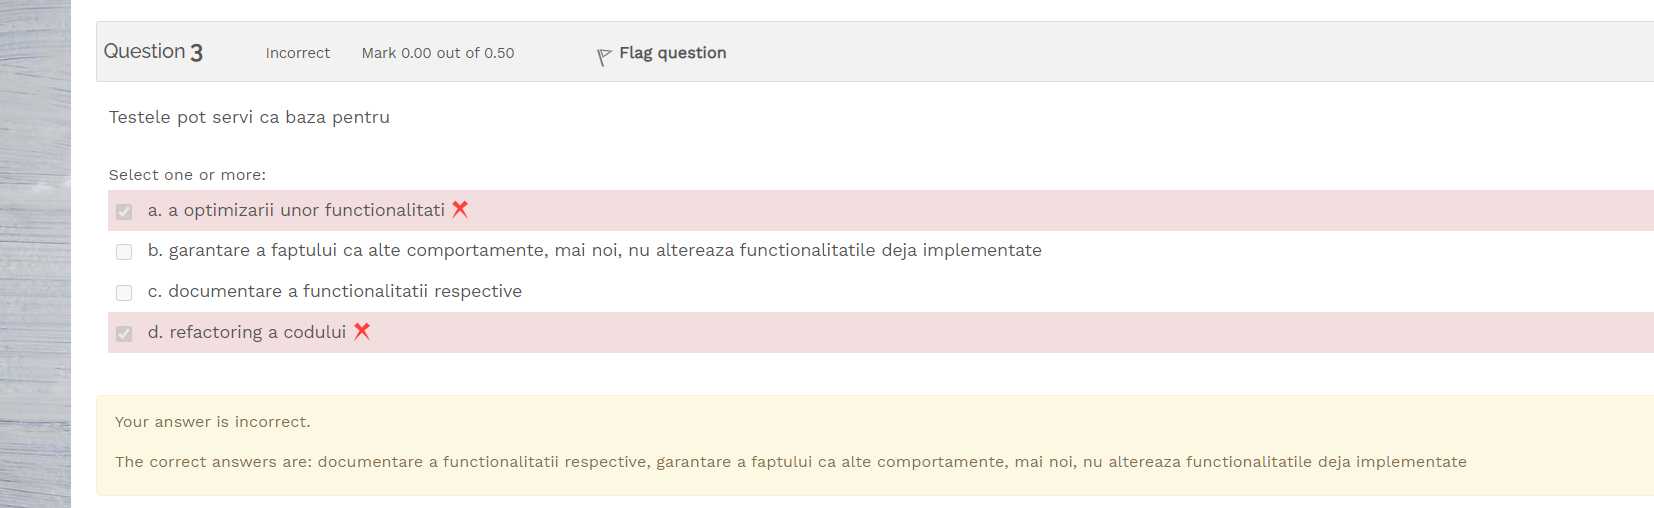 Question 3 Incorrect Mark 0.00 out of 0.50 Flag question
Testele pot servi ca baza pentru
Select one or more:
a. a optimizarii unor functionalitati
b. garantare a faptului ca alte comportamente, mai noi, nu altereaza functionalitatile deja implementate
c. documentare a functionalitatii respective
d. refactoring a codului
Your answer is incorrect.
The correct answers are: documentare a functionalitatii respective, garantare a faptului ca alte comportamente, mai noi, nu altereaza functionalitatile deja implementate